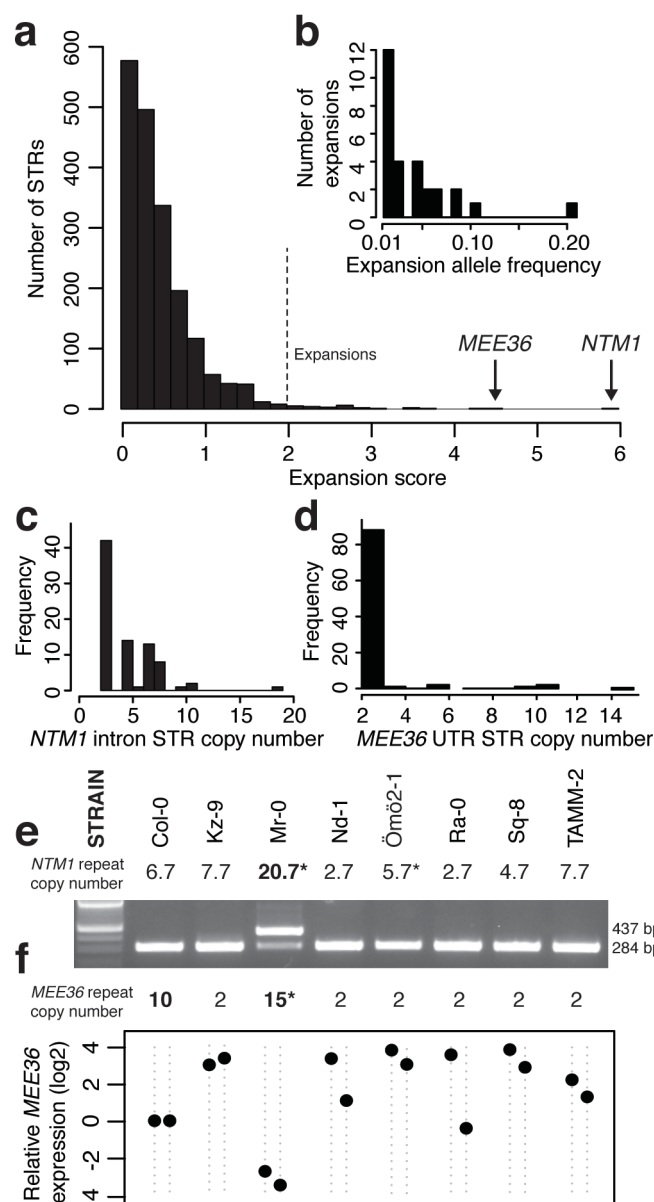 a
b
Number of STRs
600
500
400
300
200
100
0
Expansions
MEE36
NTM1
0 1 2 3 4 5 6
Expansion score
Number of
expansions
12
10
8
6
4
2
0
0.01 0.10 0.20
Expansion allele frequency
c
d
Frequency
40
30
20
10
0
0 5 10 15 20
NTM1 intron STR copy number
Frequency
80
60
40
20
0
2 4 6 8 10 12 14
MEE36 UTR STR copy number
e
STRAIN
Col-0
Kz-9
Mr-0
Nd-1
Ömö2-1
Ra-0
Sq-8
TAMM-2
NTM1 repeat
copy number
6.7 7.7 20.7* 2.7 5.7* 2.7 4.7 7.7
437 bp
284 bp
f
MEE36 repeat
copy number
10 2 15* 2 2 2 2 2
Relative MEE36
expression (log2)
4
2
0
-2
4